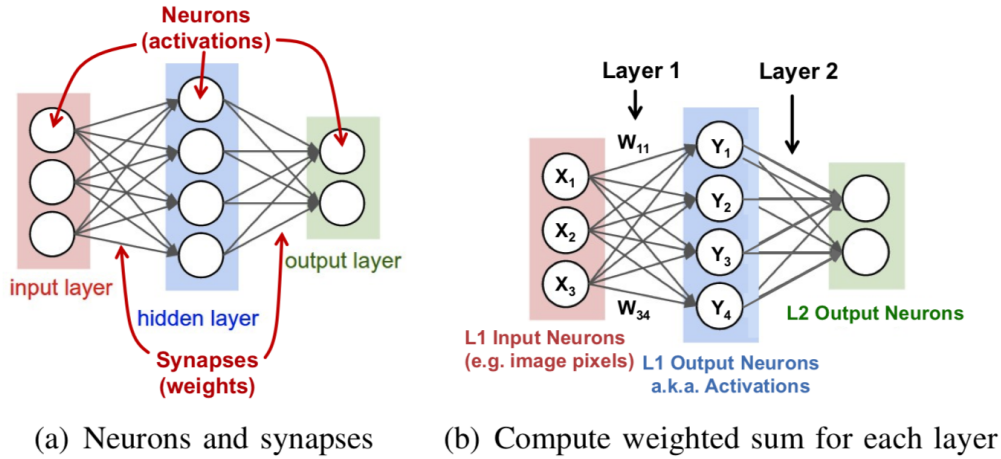 Neurons
(activations)
input layer
hidden layer
output layer
Synapses
(weights)
(a) Neurons and synapses
Layer 1
Layer 2
W11
X1
X2
X3
W34
Y1
Y2
Y3
Y4
L1 Input Neurons
(e.g. image pixels)
L1 Output Neurons
a.k.a. Activations
L2 Output Neurons
(b) Compute weighted sum for each layer